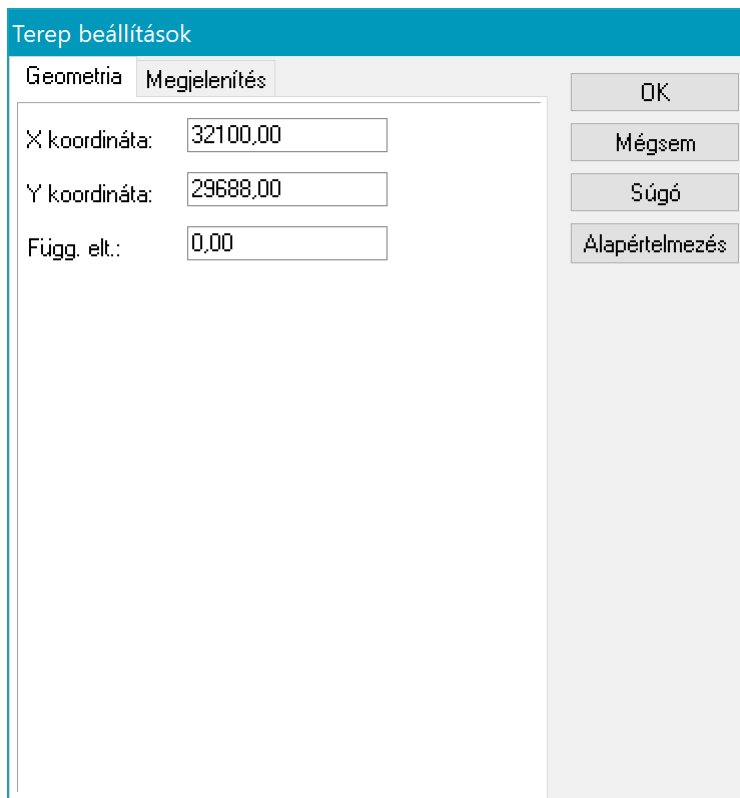 Terep beállítások
Geometria
Megjelenítés
X koordináta:
32100,00
Y koordináta:
29688,00
Függ. elt.:
0,00
OK
Mégsem
Súgó
Alapértelmezés